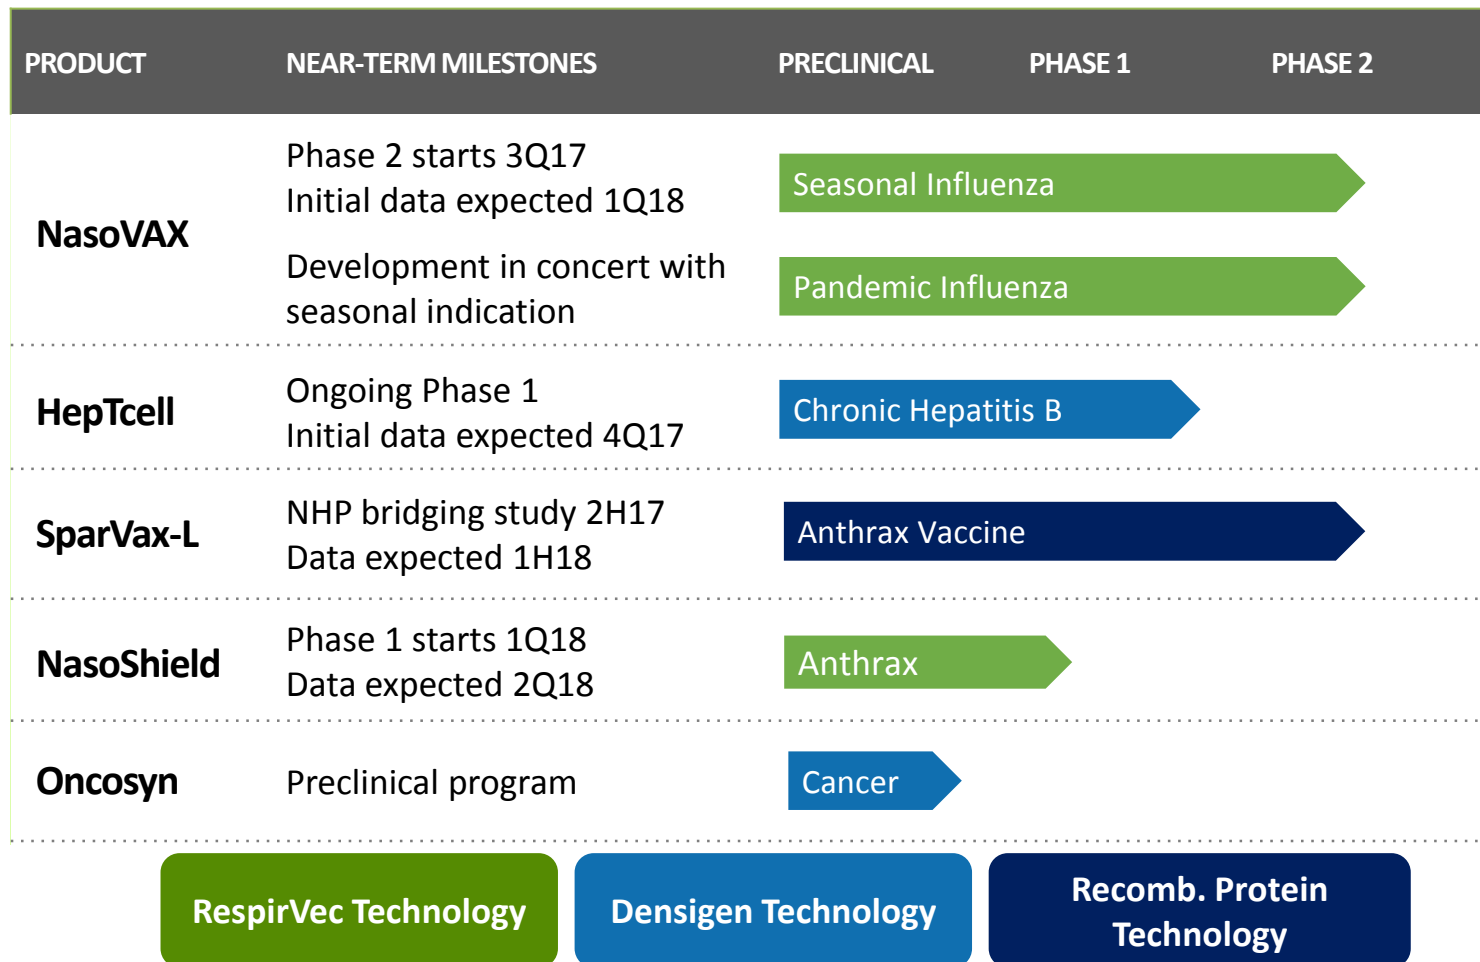 PRODUCT NEAR-TERM MILESTONES PRECLINICAL PHASE 1 PHASE 2
NasoVAX
Phase 2 starts 3Q17
Initial data expected 1Q18
Seasonal Influenza
Development in concert with
seasonal indication
Pandemic Influenza
HepTcell
Ongoing Phase 1
Initial data expected 4Q17
Chronic Hepatitis B
SparVax-L
NHP bridging study 2H17
Data expected 1H18
Anthrax Vaccine
NasoShield
Phase 1 starts 1Q18
Data expected 2Q18
Anthrax
Oncosyn
Preclinical program
Cancer
RespirVec Technology
Densigen Technology
Recomb. Protein
Technology